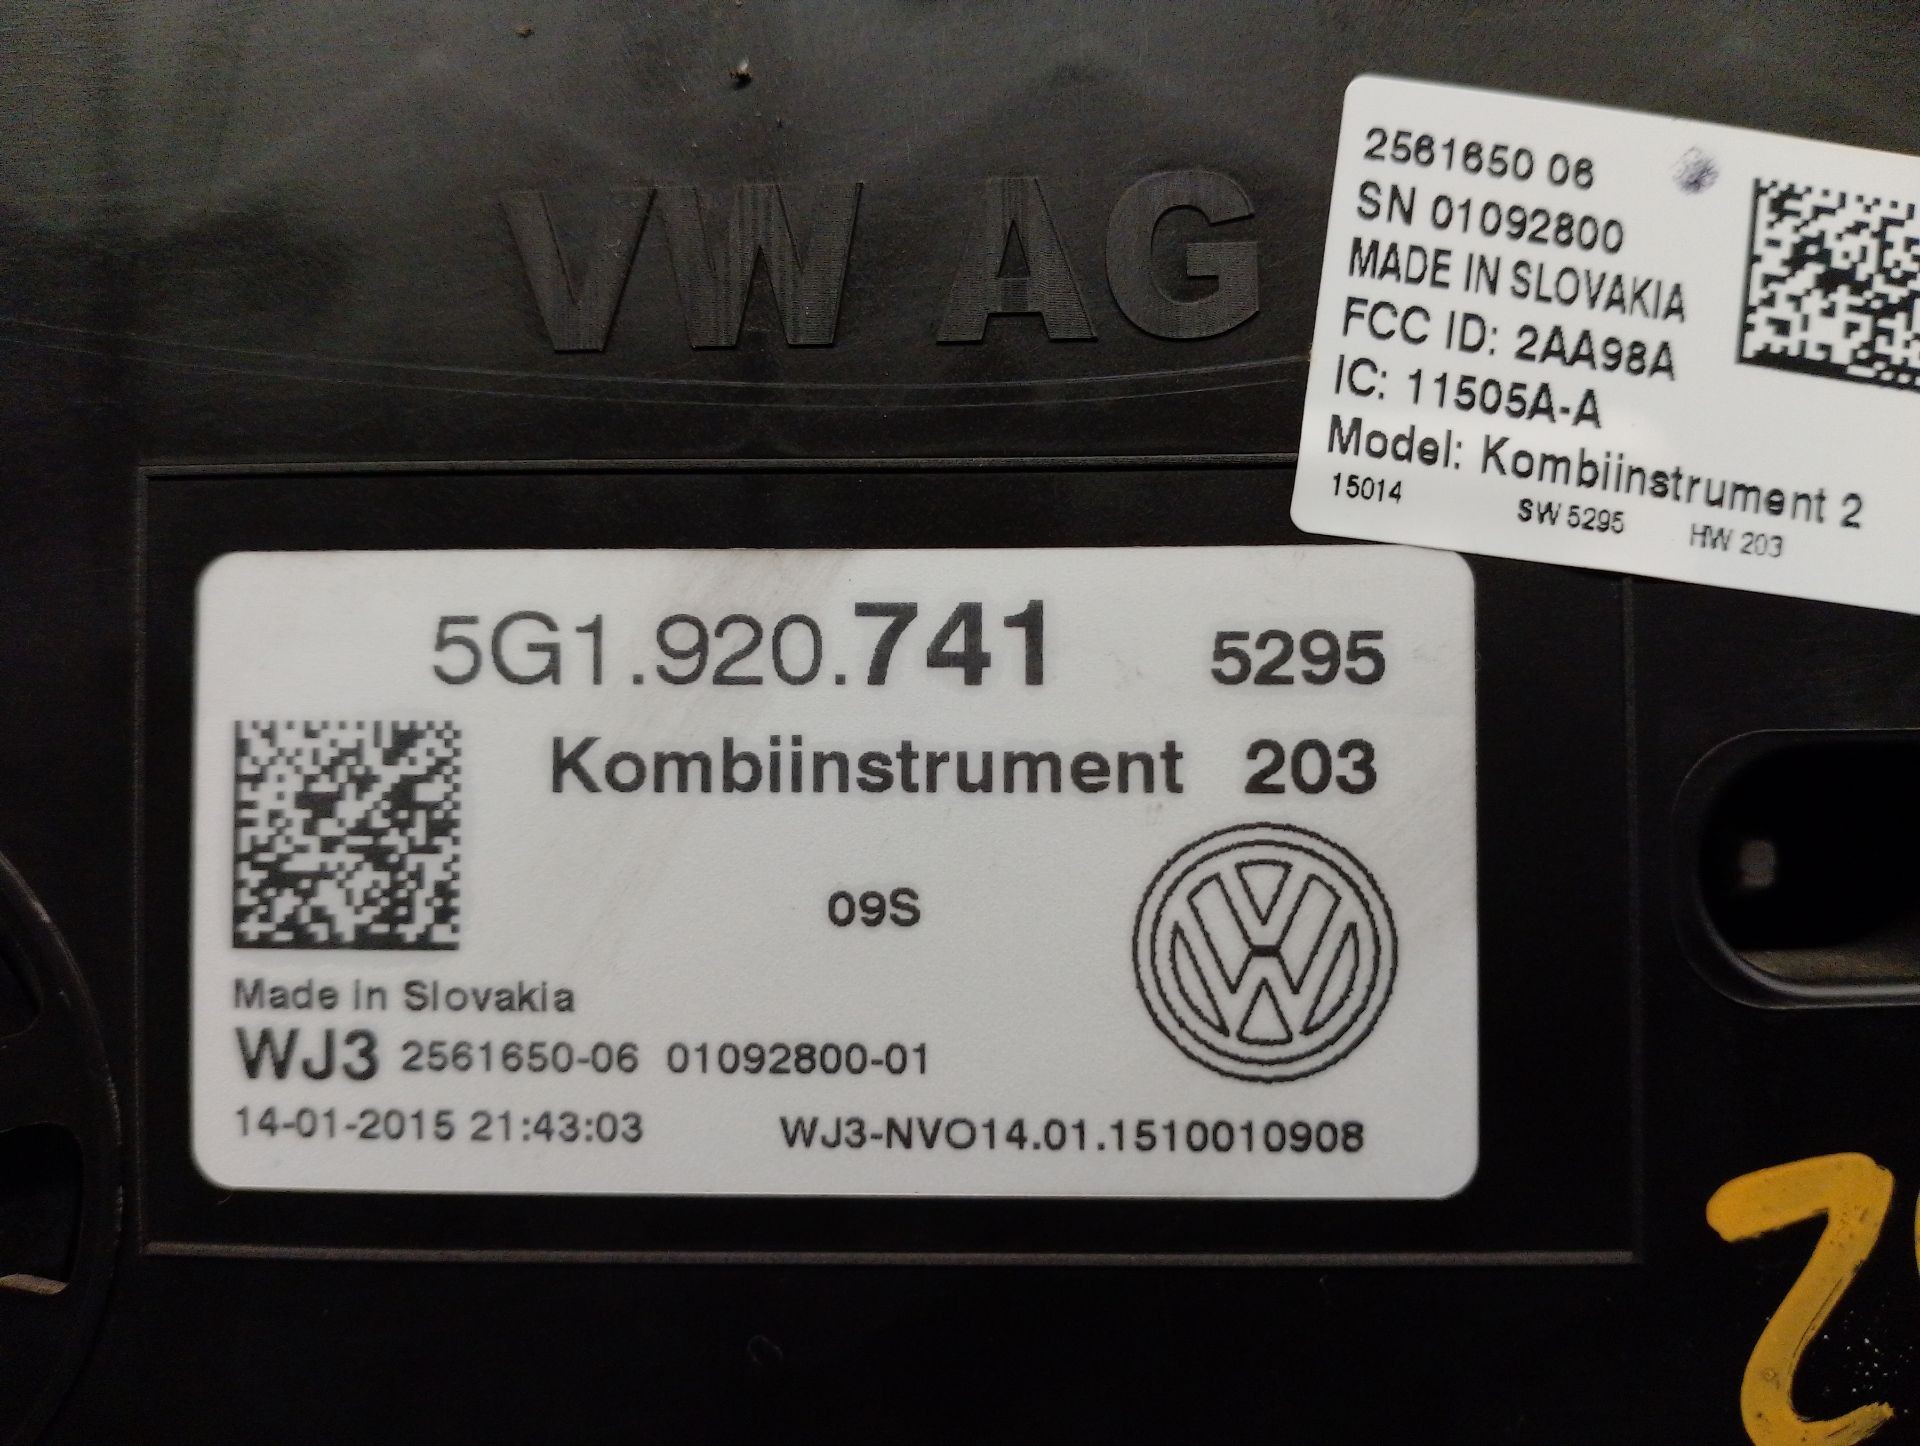 VW AG
2561650 06
SN 01092800
MADE IN SLOVAKIA
FCC ID: 2AA98A
IC: 11505A-A
Model: Kombiinstrument 2
15014 SW 5295 HW 203
5G1.920.741 5295
Kombiinstrument 203
09S
Made in Slovakia
WJ3 2561650-06 01092800-01
14-01-2015 21:43:03 WJ3-NVO14.01.1510010908
2